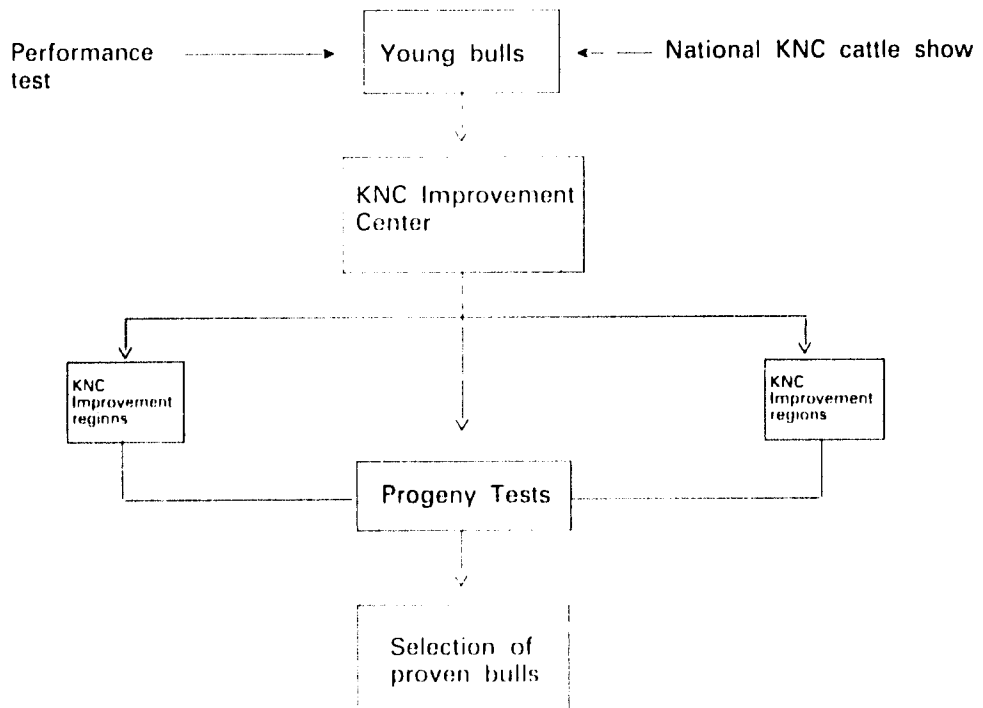 Performance
test
Young bulls
National KNC cattle show
KNC Improvement
Center
KNC
Improvement
regions
KNC
Improvement
regions
Progeny Tests
Selection of
proven bulls